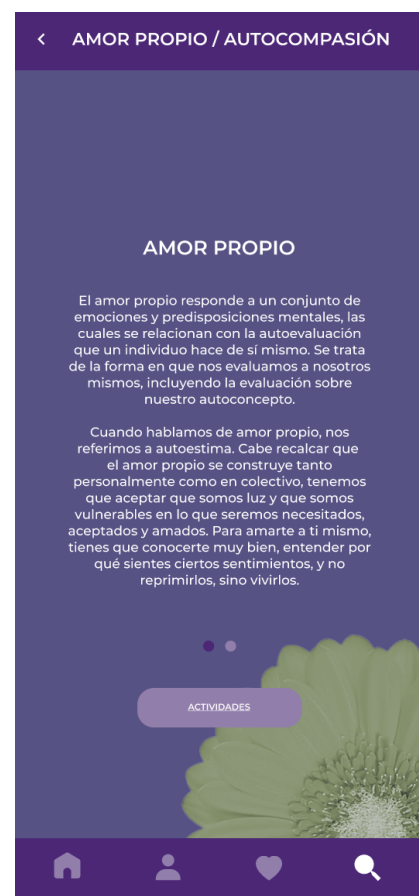 AMOR PROPIO / AUTOCOMPASIÓN
AMOR PROPIO
El amor propio responde a un conjunto de
emociones y predisposiciones mentales, las
cuales se relacionan con la autoevaluación
que un individuo hace de sí mismo. Se trata
de la forma en que nos evaluamos a nosotros
mismos, incluyendo la evaluación sobre
nuestro autoconcepto.
Cuando hablamos de amor propio, nos
referimos a autoestima. Cabe recalcar que
el amor propio se construye tanto
personalmente como en colectivo, tenemos
que aceptar que somos luz y que somos
vulnerables en lo que seremos necesitados,
aceptados y amados. Para amarte a ti mismo,
tienes que conocerte muy bien, entender por
qué sientes ciertos sentimientos, y no
reprimirlos, sino vivirlos.
ACTIVIDADES